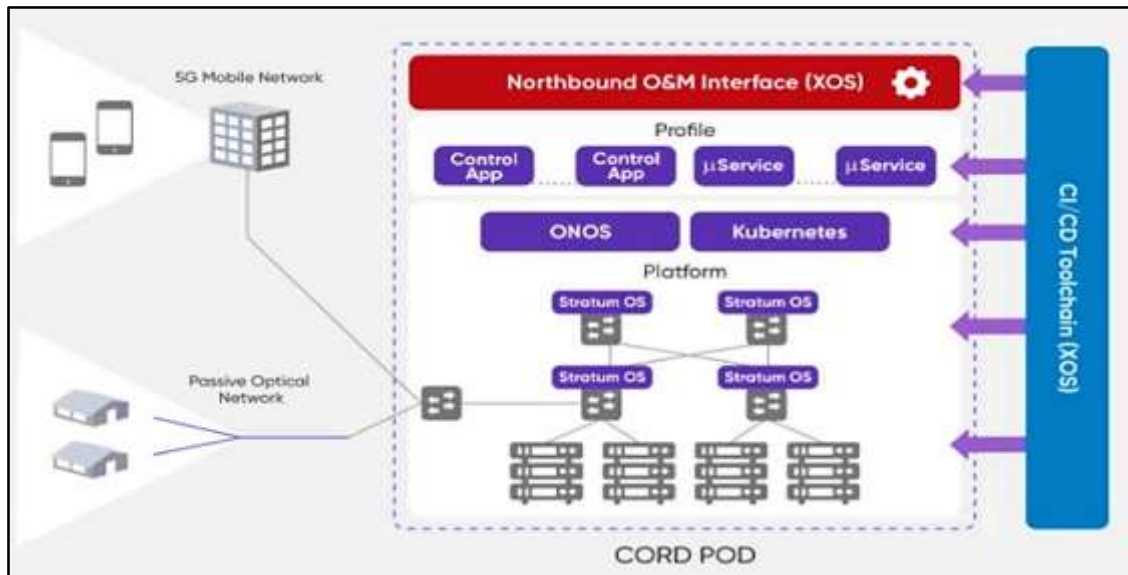 5G Mobile Network
Northbound O&M Interface (XOS)
Profile
Control
App
Control
App
μService
μService
ONOS
Kubernetes
Platform
Stratum OS
Stratum OS
Stratum OS
Stratum OS
Passive Optical
Network
CORD POD
CI/CD Toolchain (XOS)